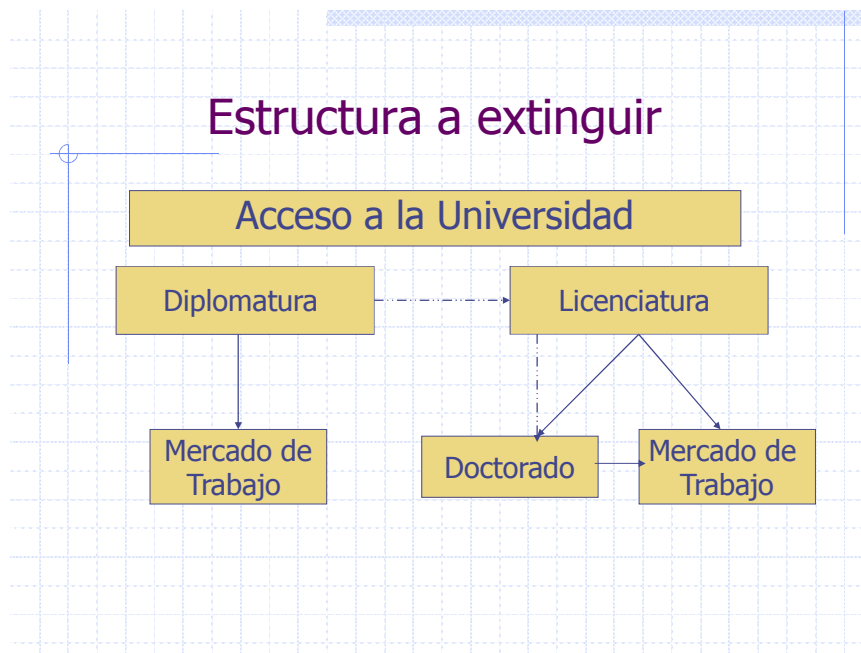 Estructura a extinguir
Acceso a la Universidad
Diplomatura
Licenciatura
Mercado de
Trabajo
Doctorado
Mercado de
Trabajo